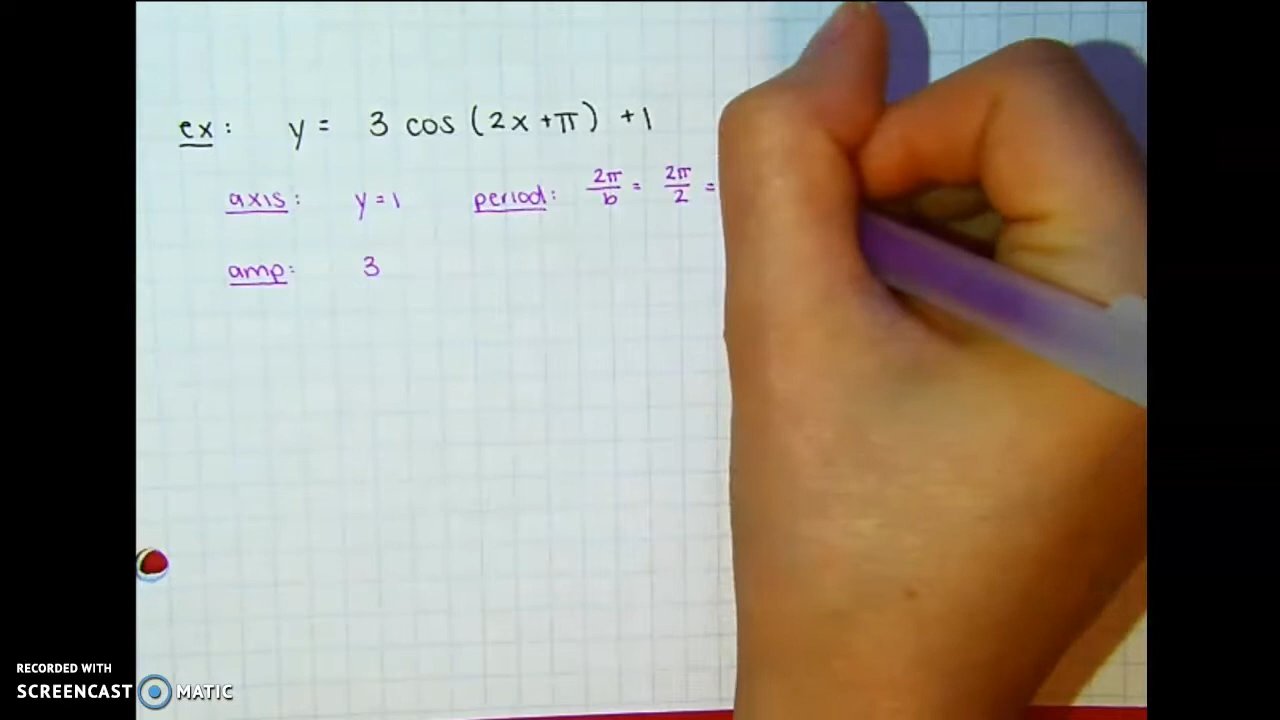 ex: y = 3 cos (2x + π) + 1
axis: y = 1 period: 2π/b = 2π/2 =
amp: 3
RECORDED WITH
SCREENCAST MATIC